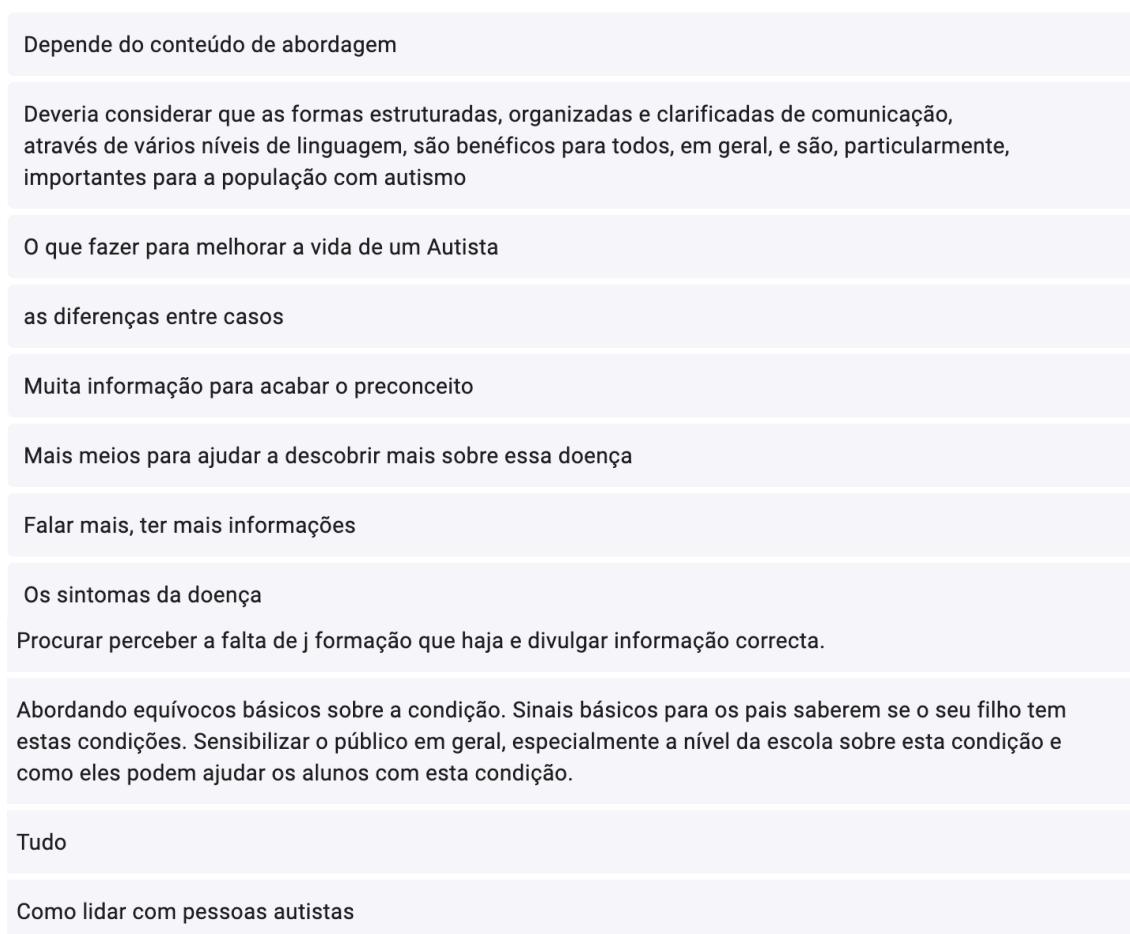 Depende do conteúdo de abordagem
Deveria considerar que as formas estruturadas, organizadas e clarificadas de comunicação,
através de vários níveis de linguagem, são benéficos para todos, em geral, e são, particularmente,
importantes para a população com autismo
O que fazer para melhorar a vida de um Autista
as diferenças entre casos
Muita informação para acabar o preconceito
Mais meios para ajudar a descobrir mais sobre essa doença
Falar mais, ter mais informações
Os sintomas da doença
Procurar perceber a falta de j formação que haja e divulgar informação correcta.
Abordando equívocos básicos sobre a condição. Sinais básicos para os pais saberem se o seu filho tem
estas condições. Sensibilizar o público em geral, especialmente a nível da escola sobre esta condição e
como eles podem ajudar os alunos com esta condição.
Tudo
Como lidar com pessoas autistas